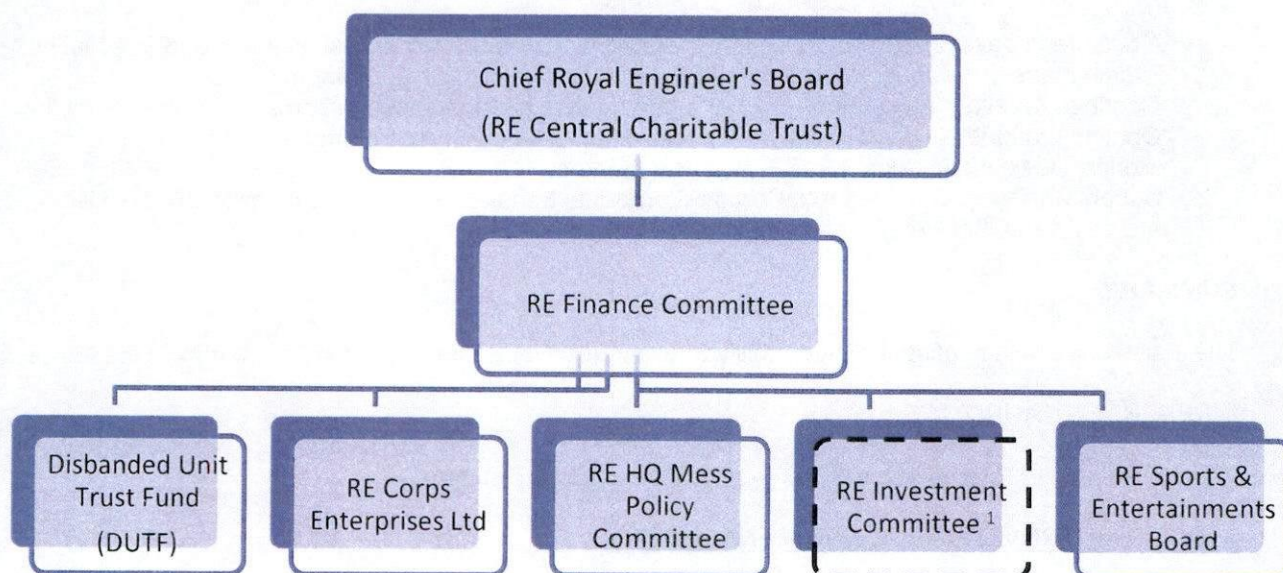 Chief Royal Engineer's Board
(RE Central Charitable Trust)
RE Finance Committee
Disbanded Unit
Trust Fund
(DUTF)
RE Corps
Enterprises Ltd
RE HQ Mess
Policy
Committee
RE Investment
Committee 1
RE Sports &
Entertainments
Board